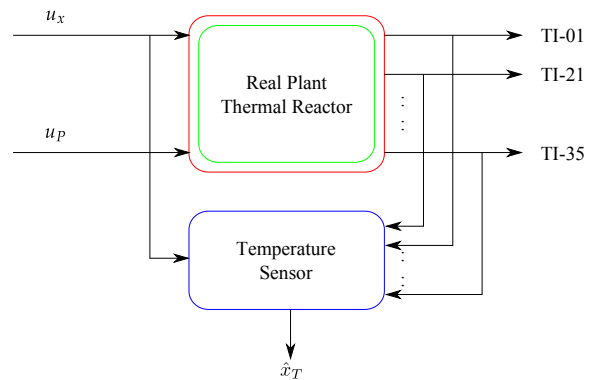 u_x
TI-01
Real Plant
Thermal Reactor
TI-21
u_P
TI-35
Temperature
Sensor
x̂_T